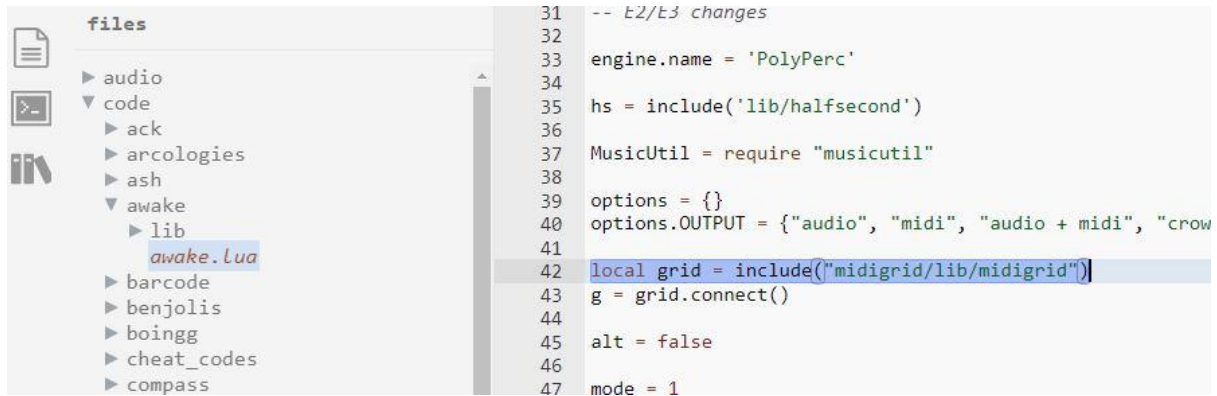 files
audio
code
ack
arcologies
ash
awake
lib
awake.lua
barcode
benjolis
boingg
cheat_codes
compass
31 -- E2/E3 changes
32
33 engine.name = 'PolyPerc'
34
35 hs = include('lib/halfsecond')
36
37 MusicUtil = require "musicutil"
38
39 options = {}
40 options.OUTPUT = {"audio", "midi", "audio + midi", "crow
41
42 local grid = include("midigrid/lib/midigrid")
43 g = grid.connect()
44
45 alt = false
46
47 mode = 1